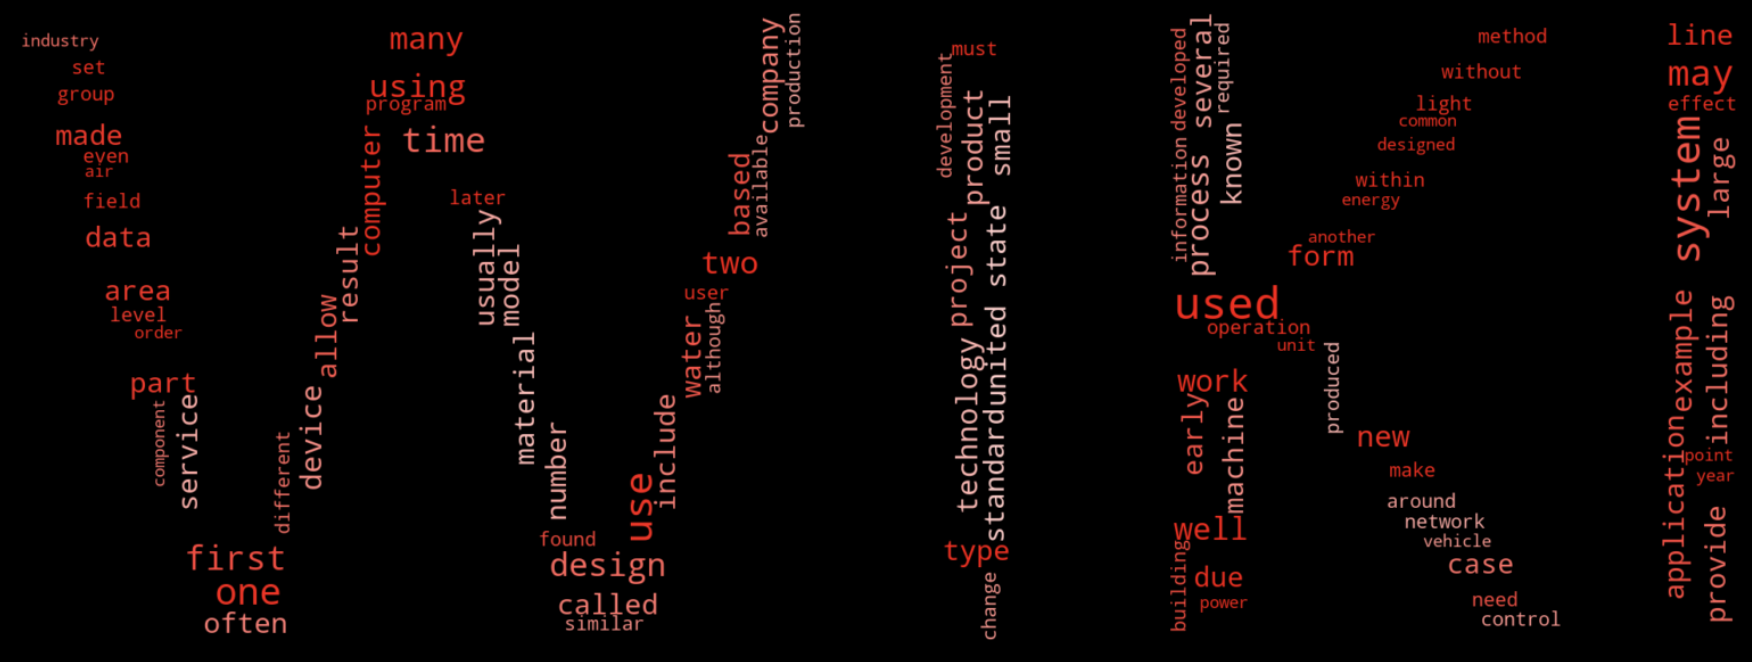 industry
set
group
made
even
air
field
data
area
level
order
part
component
service
first
one
often
different
device
allow
result
computer
many
using
program
time
later
usually
model
material
number
found
design
called
similar
use
include
water
although
user
two
based
available
company
production
must
development
product
small
project
state
technology
united
standard
type
change
developed
several
required
information
process
known
method
without
light
common
designed
within
energy
another
form
used
operation
unit
produced
work
early
machine
well
building
due
power
new
make
around
network
vehicle
case
need
control
line
may
effect
system
large
example
including
application
point
year
provide